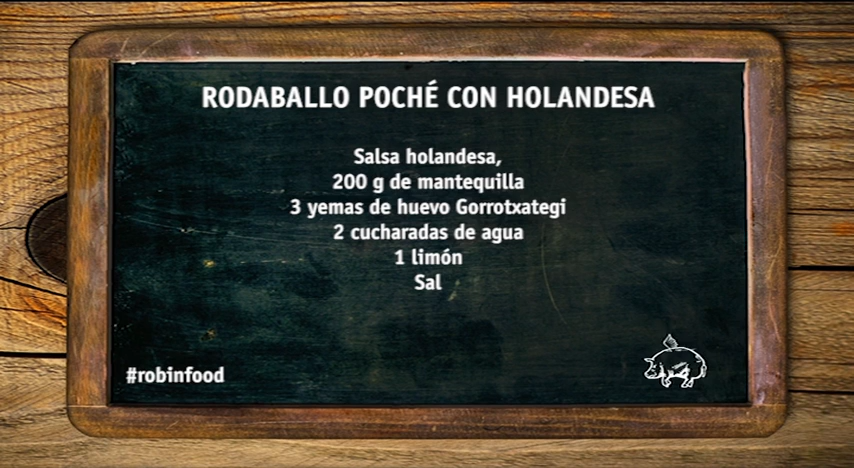 RODABALLO POCHÉ CON HOLANDESA
Salsa holandesa,
200 g de mantequilla
3 yemas de huevo Gorrotxategi
2 cucharadas de agua
1 limón
Sal
#robinfood